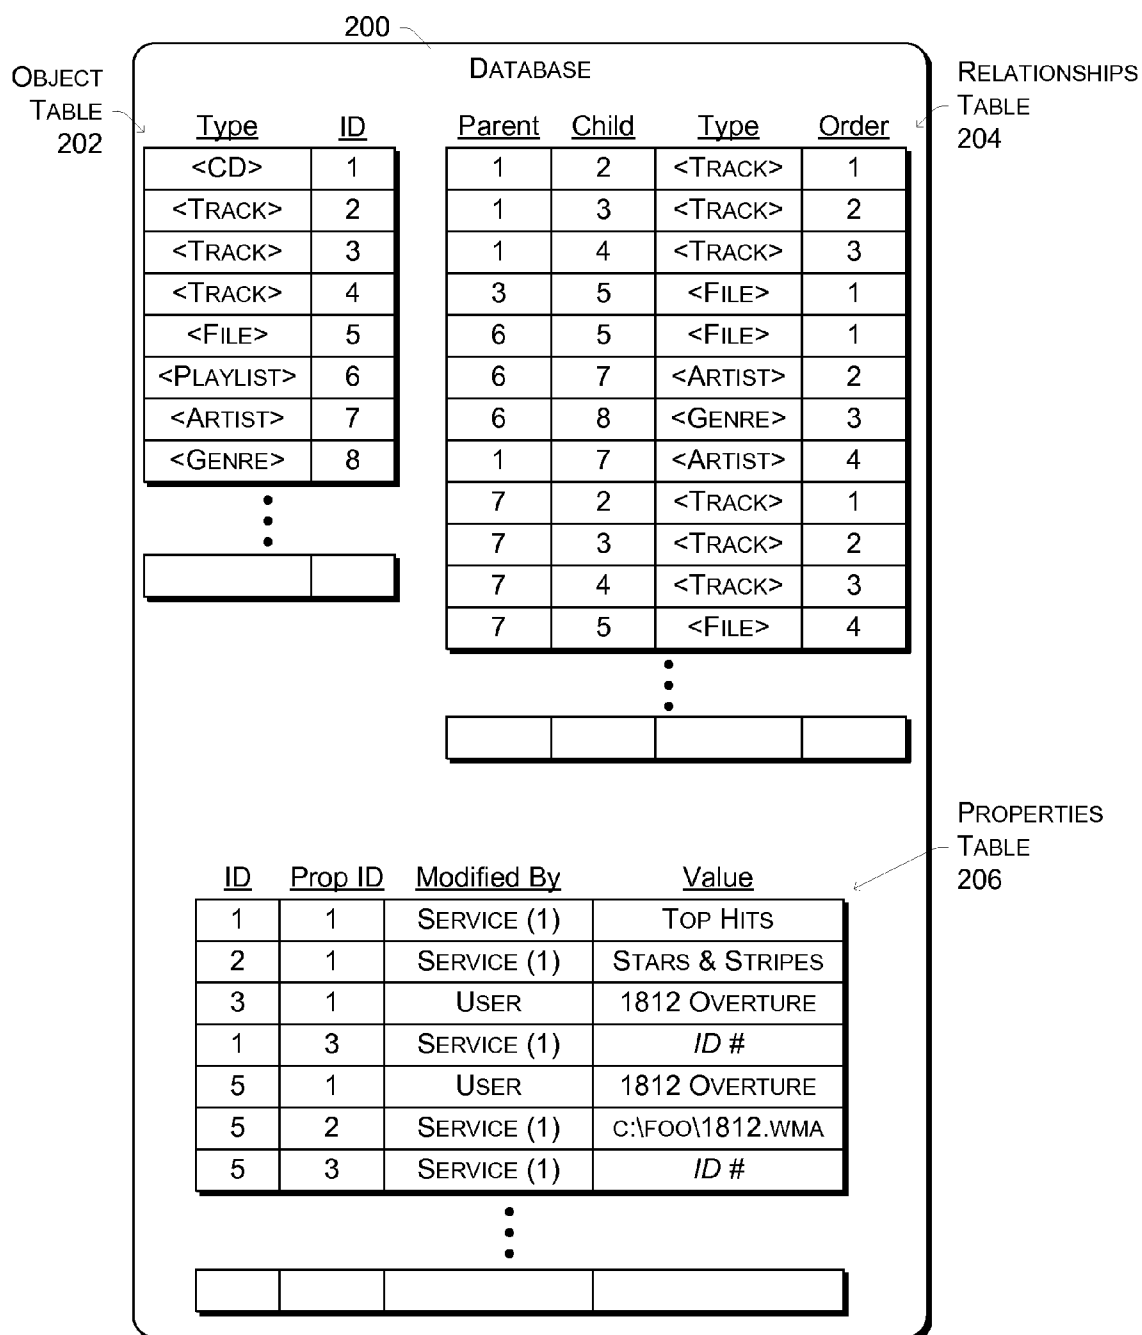 200
DATABASE
OBJECT
TABLE
202
Type ID
<CD> 1
<TRACK> 2
<TRACK> 3
<TRACK> 4
<FILE> 5
<PLAYLIST> 6
<ARTIST> 7
<GENRE> 8
RELATIONSHIPS
TABLE
204
Parent Child Type Order
1 2 <TRACK> 1
1 3 <TRACK> 2
1 4 <TRACK> 3
3 5 <FILE> 1
6 5 <FILE> 1
6 7 <ARTIST> 2
6 8 <GENRE> 3
1 7 <ARTIST> 4
7 2 <TRACK> 1
7 3 <TRACK> 2
7 4 <TRACK> 3
7 5 <FILE> 4
PROPERTIES
TABLE
206
ID Prop ID Modified By Value
1 1 SERVICE (1) TOP HITS
2 1 SERVICE (1) STARS & STRIPES
3 1 USER 1812 OVERTURE
1 3 SERVICE (1) ID #
5 1 USER 1812 OVERTURE
5 2 SERVICE (1) C:\FOO\1812.WMA
5 3 SERVICE (1) ID #